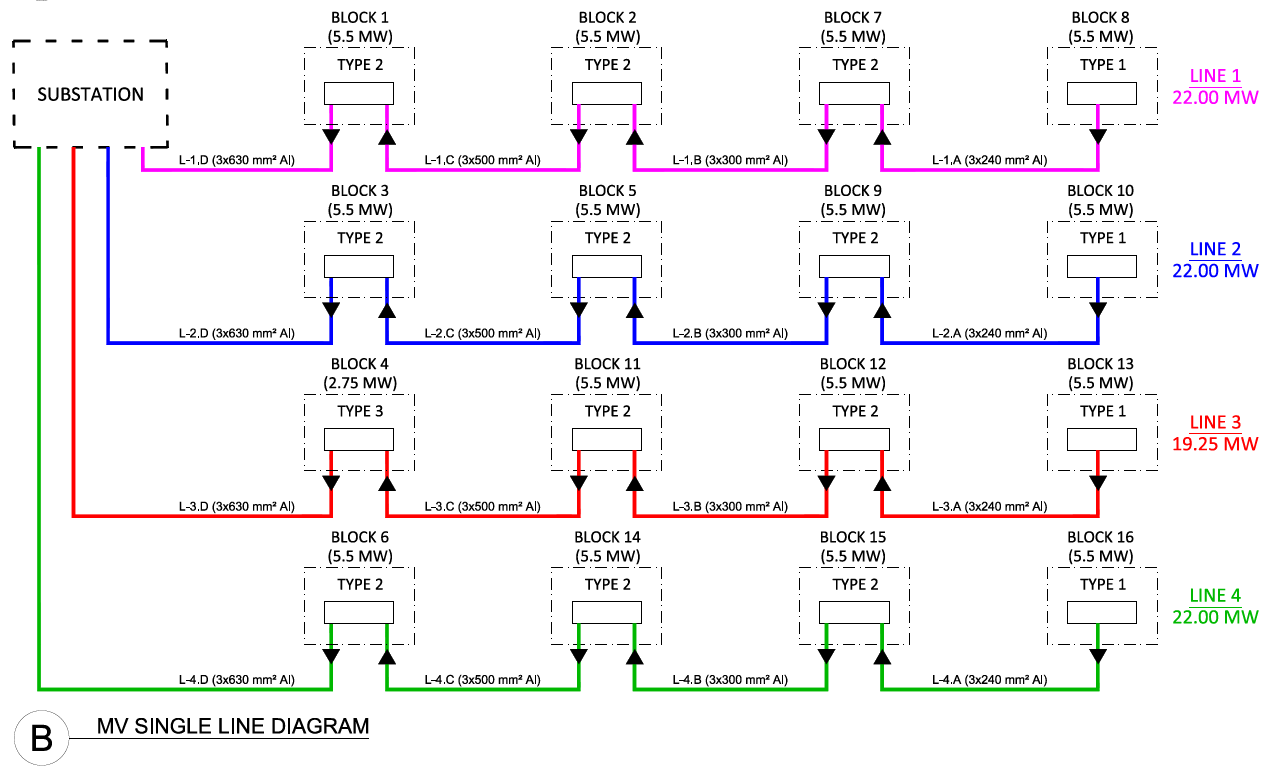 BLOCK 1 BLOCK 2 BLOCK 7 BLOCK 8
(5.5 MW) (5.5 MW) (5.5 MW) (5.5 MW)
TYPE 2 TYPE 2 TYPE 2 TYPE 1
SUBSTATION
LINE 1
22.00 MW
L-1.D (3x630 mm² Al) L-1.C (3x500 mm² Al) L-1.B (3x300 mm² Al) L-1.A (3x240 mm² Al)
BLOCK 3 BLOCK 5 BLOCK 9 BLOCK 10
(5.5 MW) (5.5 MW) (5.5 MW) (5.5 MW)
TYPE 2 TYPE 2 TYPE 2 TYPE 1
LINE 2
22.00 MW
L-2.D (3x630 mm² Al) L-2.C (3x500 mm² Al) L-2.B (3x300 mm² Al) L-2.A (3x240 mm² Al)
BLOCK 4 BLOCK 11 BLOCK 12 BLOCK 13
(2.75 MW) (5.5 MW) (5.5 MW) (5.5 MW)
TYPE 3 TYPE 2 TYPE 2 TYPE 1
LINE 3
19.25 MW
L-3.D (3x630 mm² Al) L-3.C (3x500 mm² Al) L-3.B (3x300 mm² Al) L-3.A (3x240 mm² Al)
BLOCK 6 BLOCK 14 BLOCK 15 BLOCK 16
(5.5 MW) (5.5 MW) (5.5 MW) (5.5 MW)
TYPE 2 TYPE 2 TYPE 2 TYPE 1
LINE 4
22.00 MW
L-4.D (3x630 mm² Al) L-4.C (3x500 mm² Al) L-4.B (3x300 mm² Al) L-4.A (3x240 mm² Al)
B MV SINGLE LINE DIAGRAM